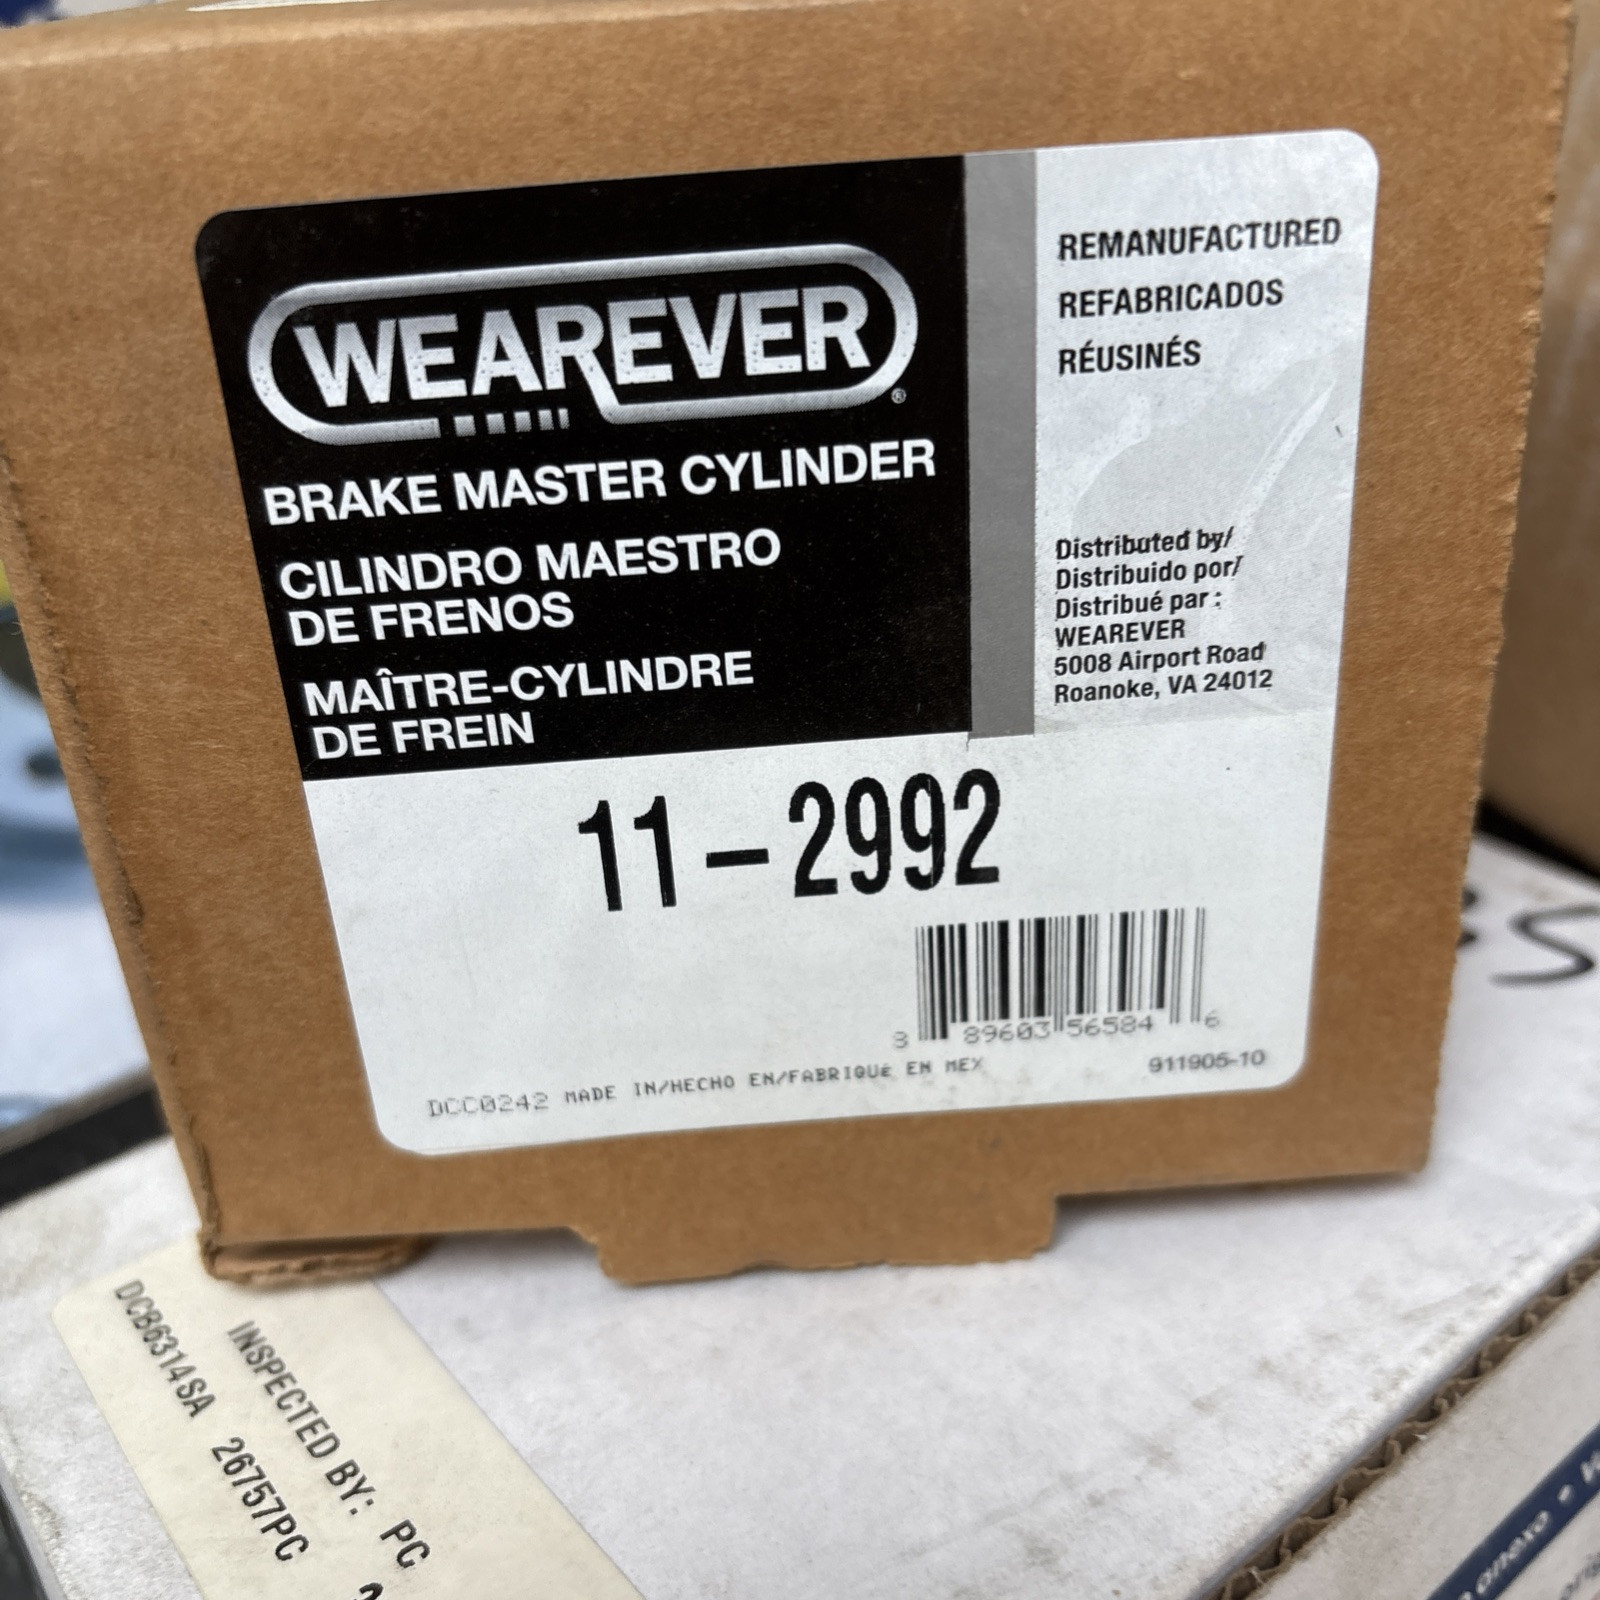 WEAREVER®
BRAKE MASTER CYLINDER
CILINDRO MAESTRO
DE FRENOS
MAÎTRE-CYLINDRE
DE FREIN
REMANUFACTURED
REFABRICADOS
RÉUSINÉS
Distributed by/
Distribuido por/
Distribué par :
WEAREVER
5008 Airport Road
Roanoke, VA 24012
11-2992
8 89603 56584 6
DCC0242 MADE IN/HECHO EN/FABRIQUé EN MEX
911905-10
INSPECTED BY: PC
DCB6314SA 26757PC
anexo